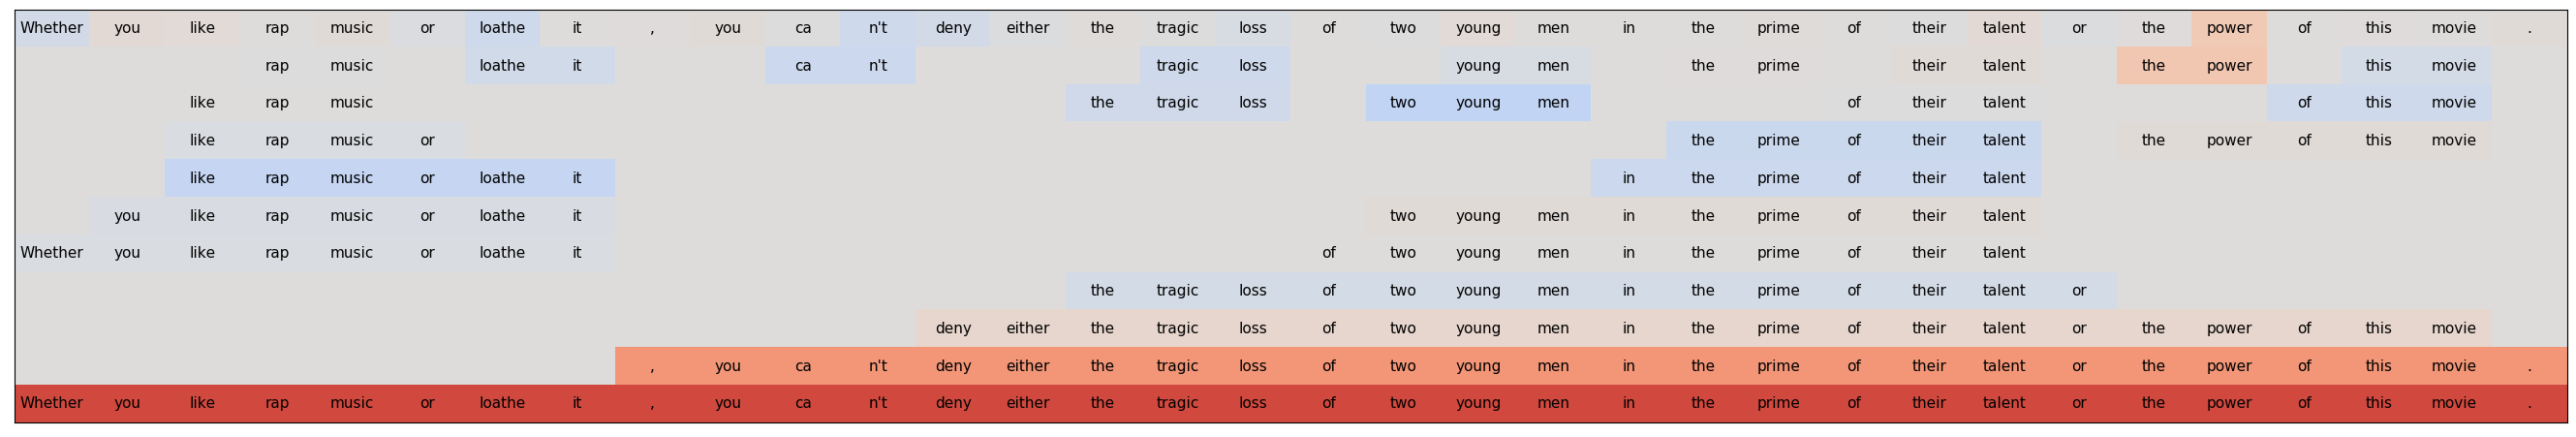 Whether you like rap music or loathe it , you ca n't deny either the tragic loss of two young men in the prime of their talent or the power of this movie .
rap music loathe it ca n't tragic loss young men the prime their talent the power this movie
like rap music the tragic loss two young men of their talent of this movie
like rap music or the prime of their talent the power of this movie
like rap music or loathe it in the prime of their talent
you like rap music or loathe it two young men in the prime of their talent
Whether you like rap music or loathe it of two young men in the prime of their talent
the tragic loss of two young men in the prime of their talent or
deny either the tragic loss of two young men in the prime of their talent or the power of this movie
, you ca n't deny either the tragic loss of two young men in the prime of their talent or the power of this movie .
Whether you like rap music or loathe it , you ca n't deny either the tragic loss of two young men in the prime of their talent or the power of this movie .